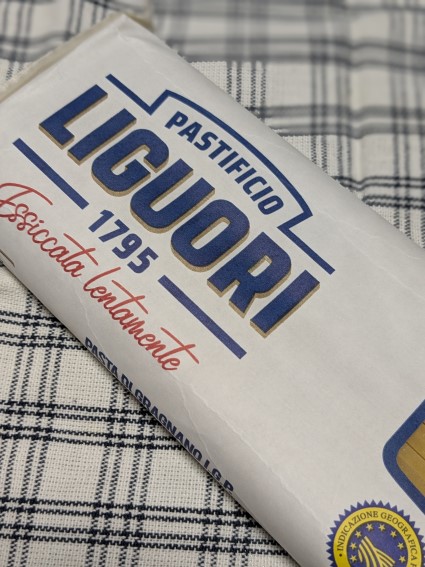 PASTIFICIO
LIGUORI
1795
Essiccata lentamente
PASTA DI GRAGNANO I.G.P.
INDICAZIONE GEOGRAFICA